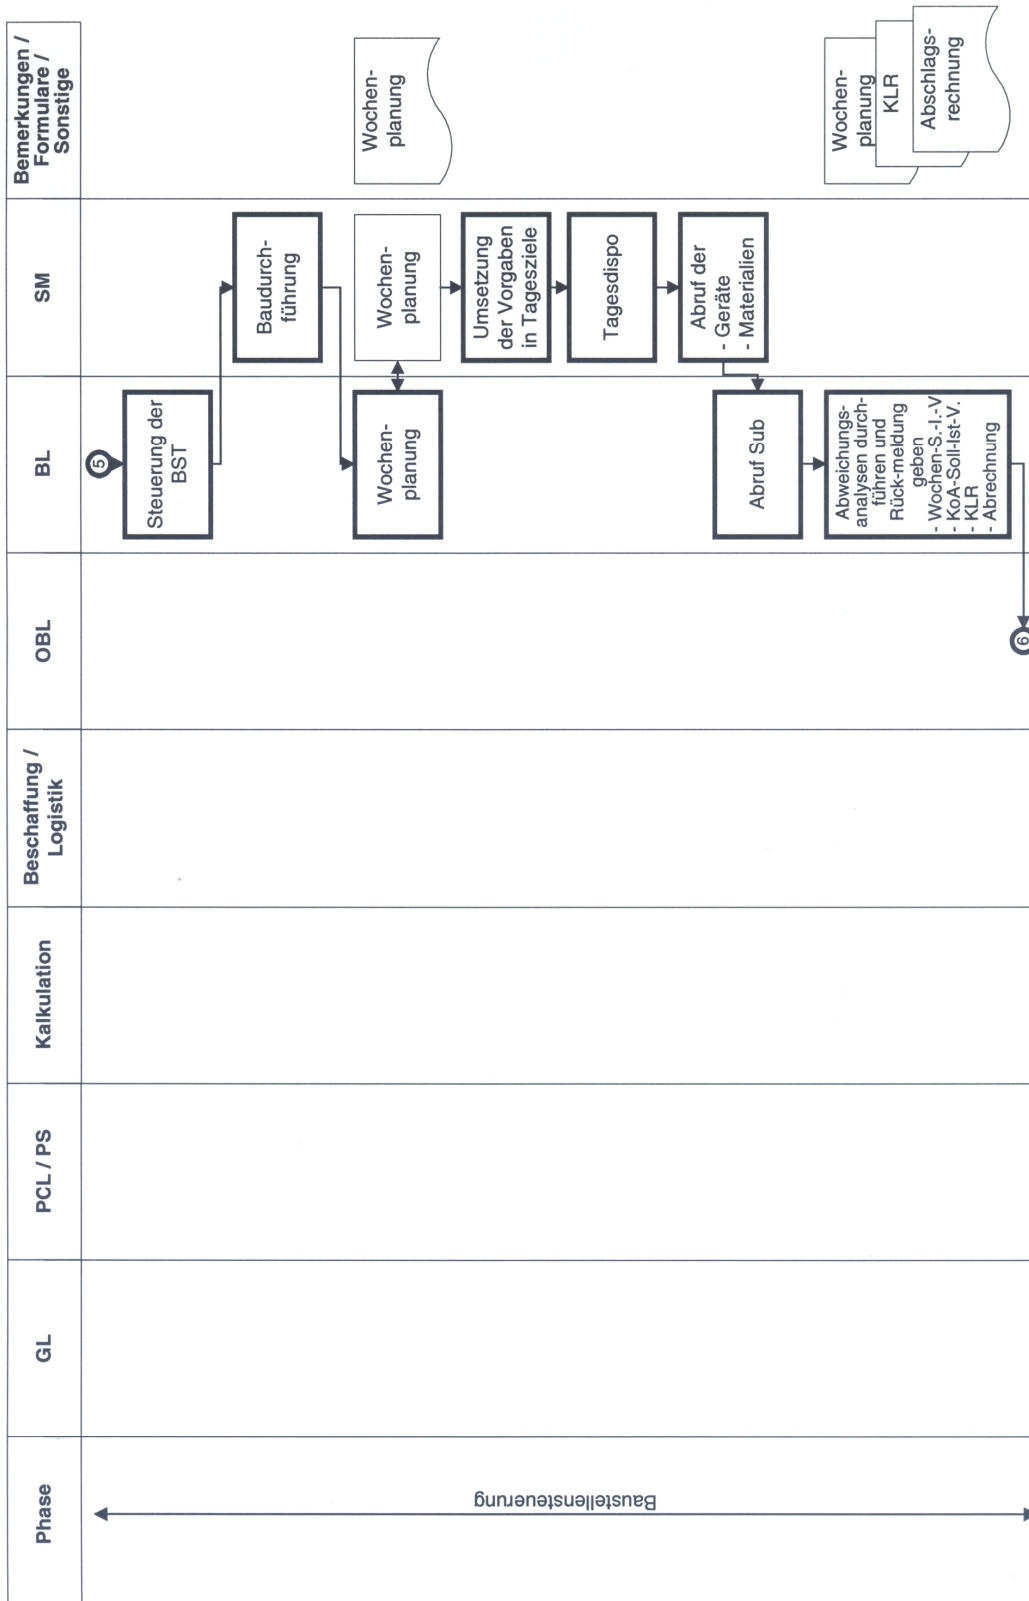 Phase
GL
PCL / PS
Kalkulation
Beschaffung /
Logistik
OBL
BL
SM
Bemerkungen /
Formulare /
Sonstige
Baustellensteuerung
5
Steuerung der
BST
Baudurch-
führung
Wochen-
planung
Wochen-
planung
Wochen-
planung
Umsetzung
der Vorgaben
in Tagesziele
Tagesdispo
Abruf der
- Geräte
- Materialien
Abruf Sub
Abweichungs-
analysen durch-
führen und
Rück-meldung
geben
- Wochen-S.-I.-V
- KoA-Soll-Ist-V.
- KLR
- Abrechnung
Wochen-
planung
KLR
Abschlags-
rechnung
6